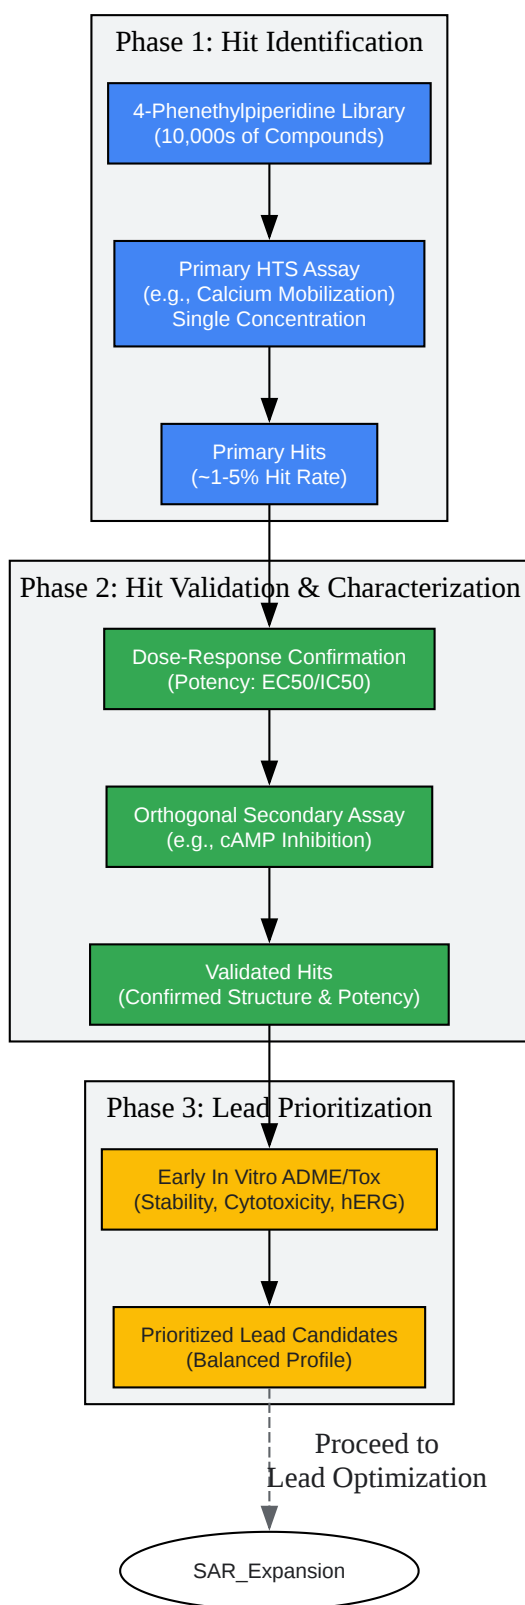 Phase 1: Hit Identification
4-Phenethylpiperidine Library
(10,000s of Compounds)
Primary HTS Assay
(e.g., Calcium Mobilization)
Single Concentration
Primary Hits
(~1-5% Hit Rate)
Phase 2: Hit Validation & Characterization
Dose-Response Confirmation
(Potency: EC50/IC50)
Orthogonal Secondary Assay
(e.g., cAMP Inhibition)
Validated Hits
(Confirmed Structure & Potency)
Phase 3: Lead Prioritization
Early In Vitro ADME/Tox
(Stability, Cytotoxicity, hERG)
Prioritized Lead Candidates
(Balanced Profile)
Proceed to
Lead Optimization
SAR_Expansion